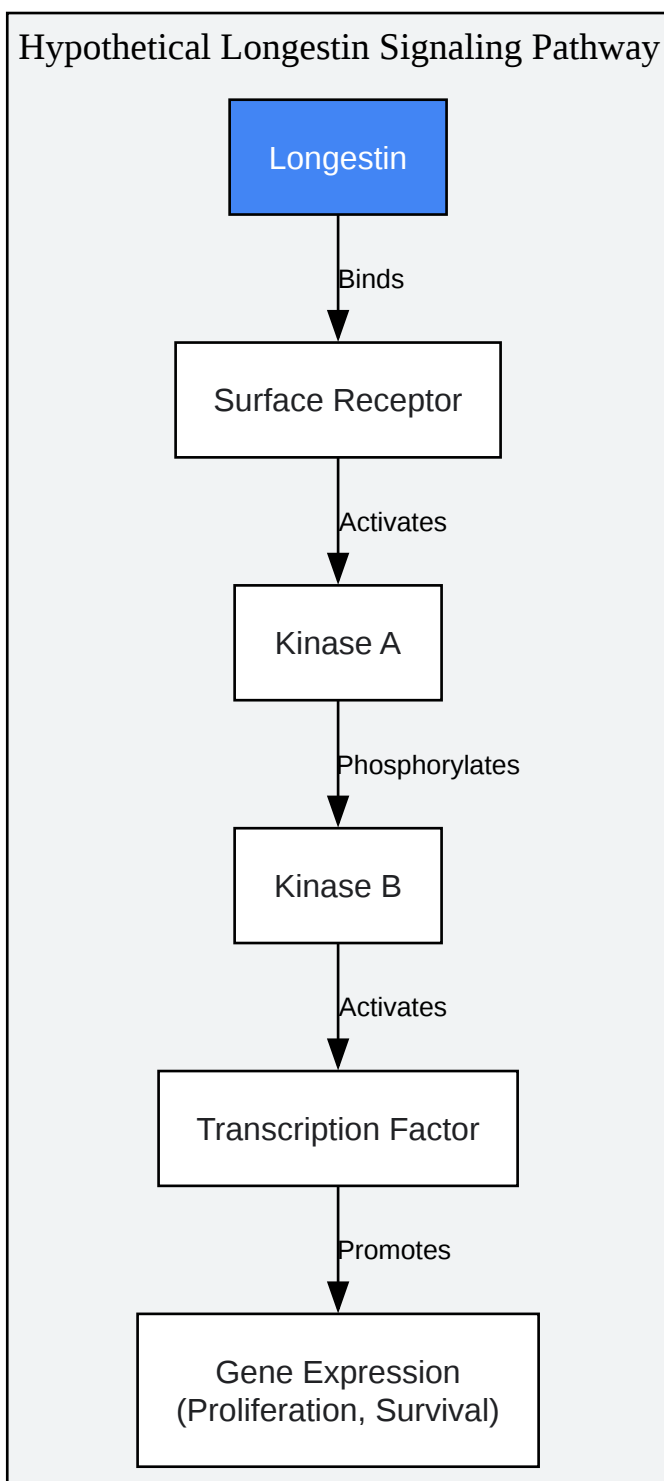 Hypothetical Longestin Signaling Pathway
Longestin
Binds
Surface Receptor
Activates
Kinase A
Phosphorylates
Kinase B
Activates
Transcription Factor
Promotes
Gene Expression
(Proliferation, Survival)